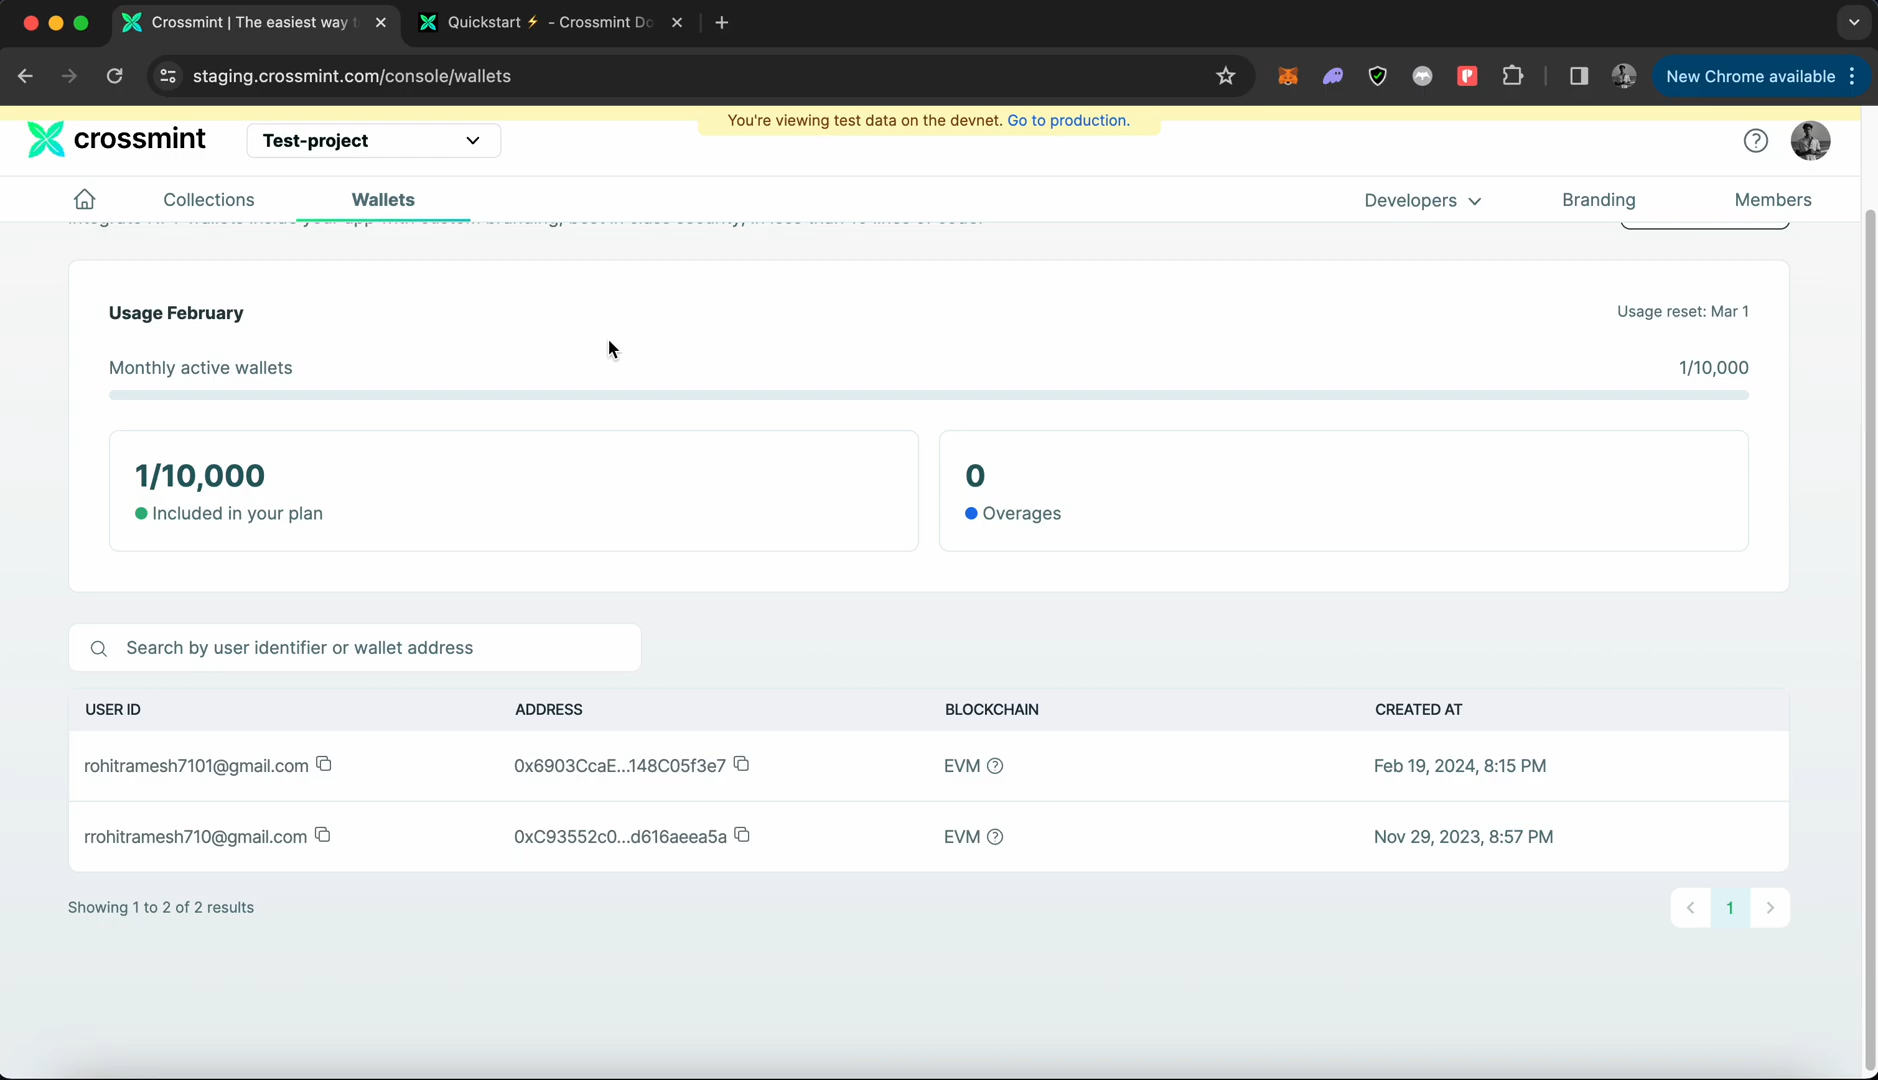 Crossmint | The easiest way t
Quickstart ⚡ - Crossmint Do
staging.crossmint.com/console/wallets
New Chrome available
You're viewing test data on the devnet. Go to production.
crossmint
Test-project
Collections
Wallets
Developers
Branding
Members
Usage February
Usage reset: Mar 1
Monthly active wallets
1/10,000
1/10,000
Included in your plan
0
Overages
Search by user identifier or wallet address
USER ID ADDRESS BLOCKCHAIN CREATED AT
rohitramesh7101@gmail.com 0x6903CcaE...148C05f3e7 EVM Feb 19, 2024, 8:15 PM
rrohitramesh710@gmail.com 0xC93552c0...d616aeea5a EVM Nov 29, 2023, 8:57 PM
Showing 1 to 2 of 2 results
1